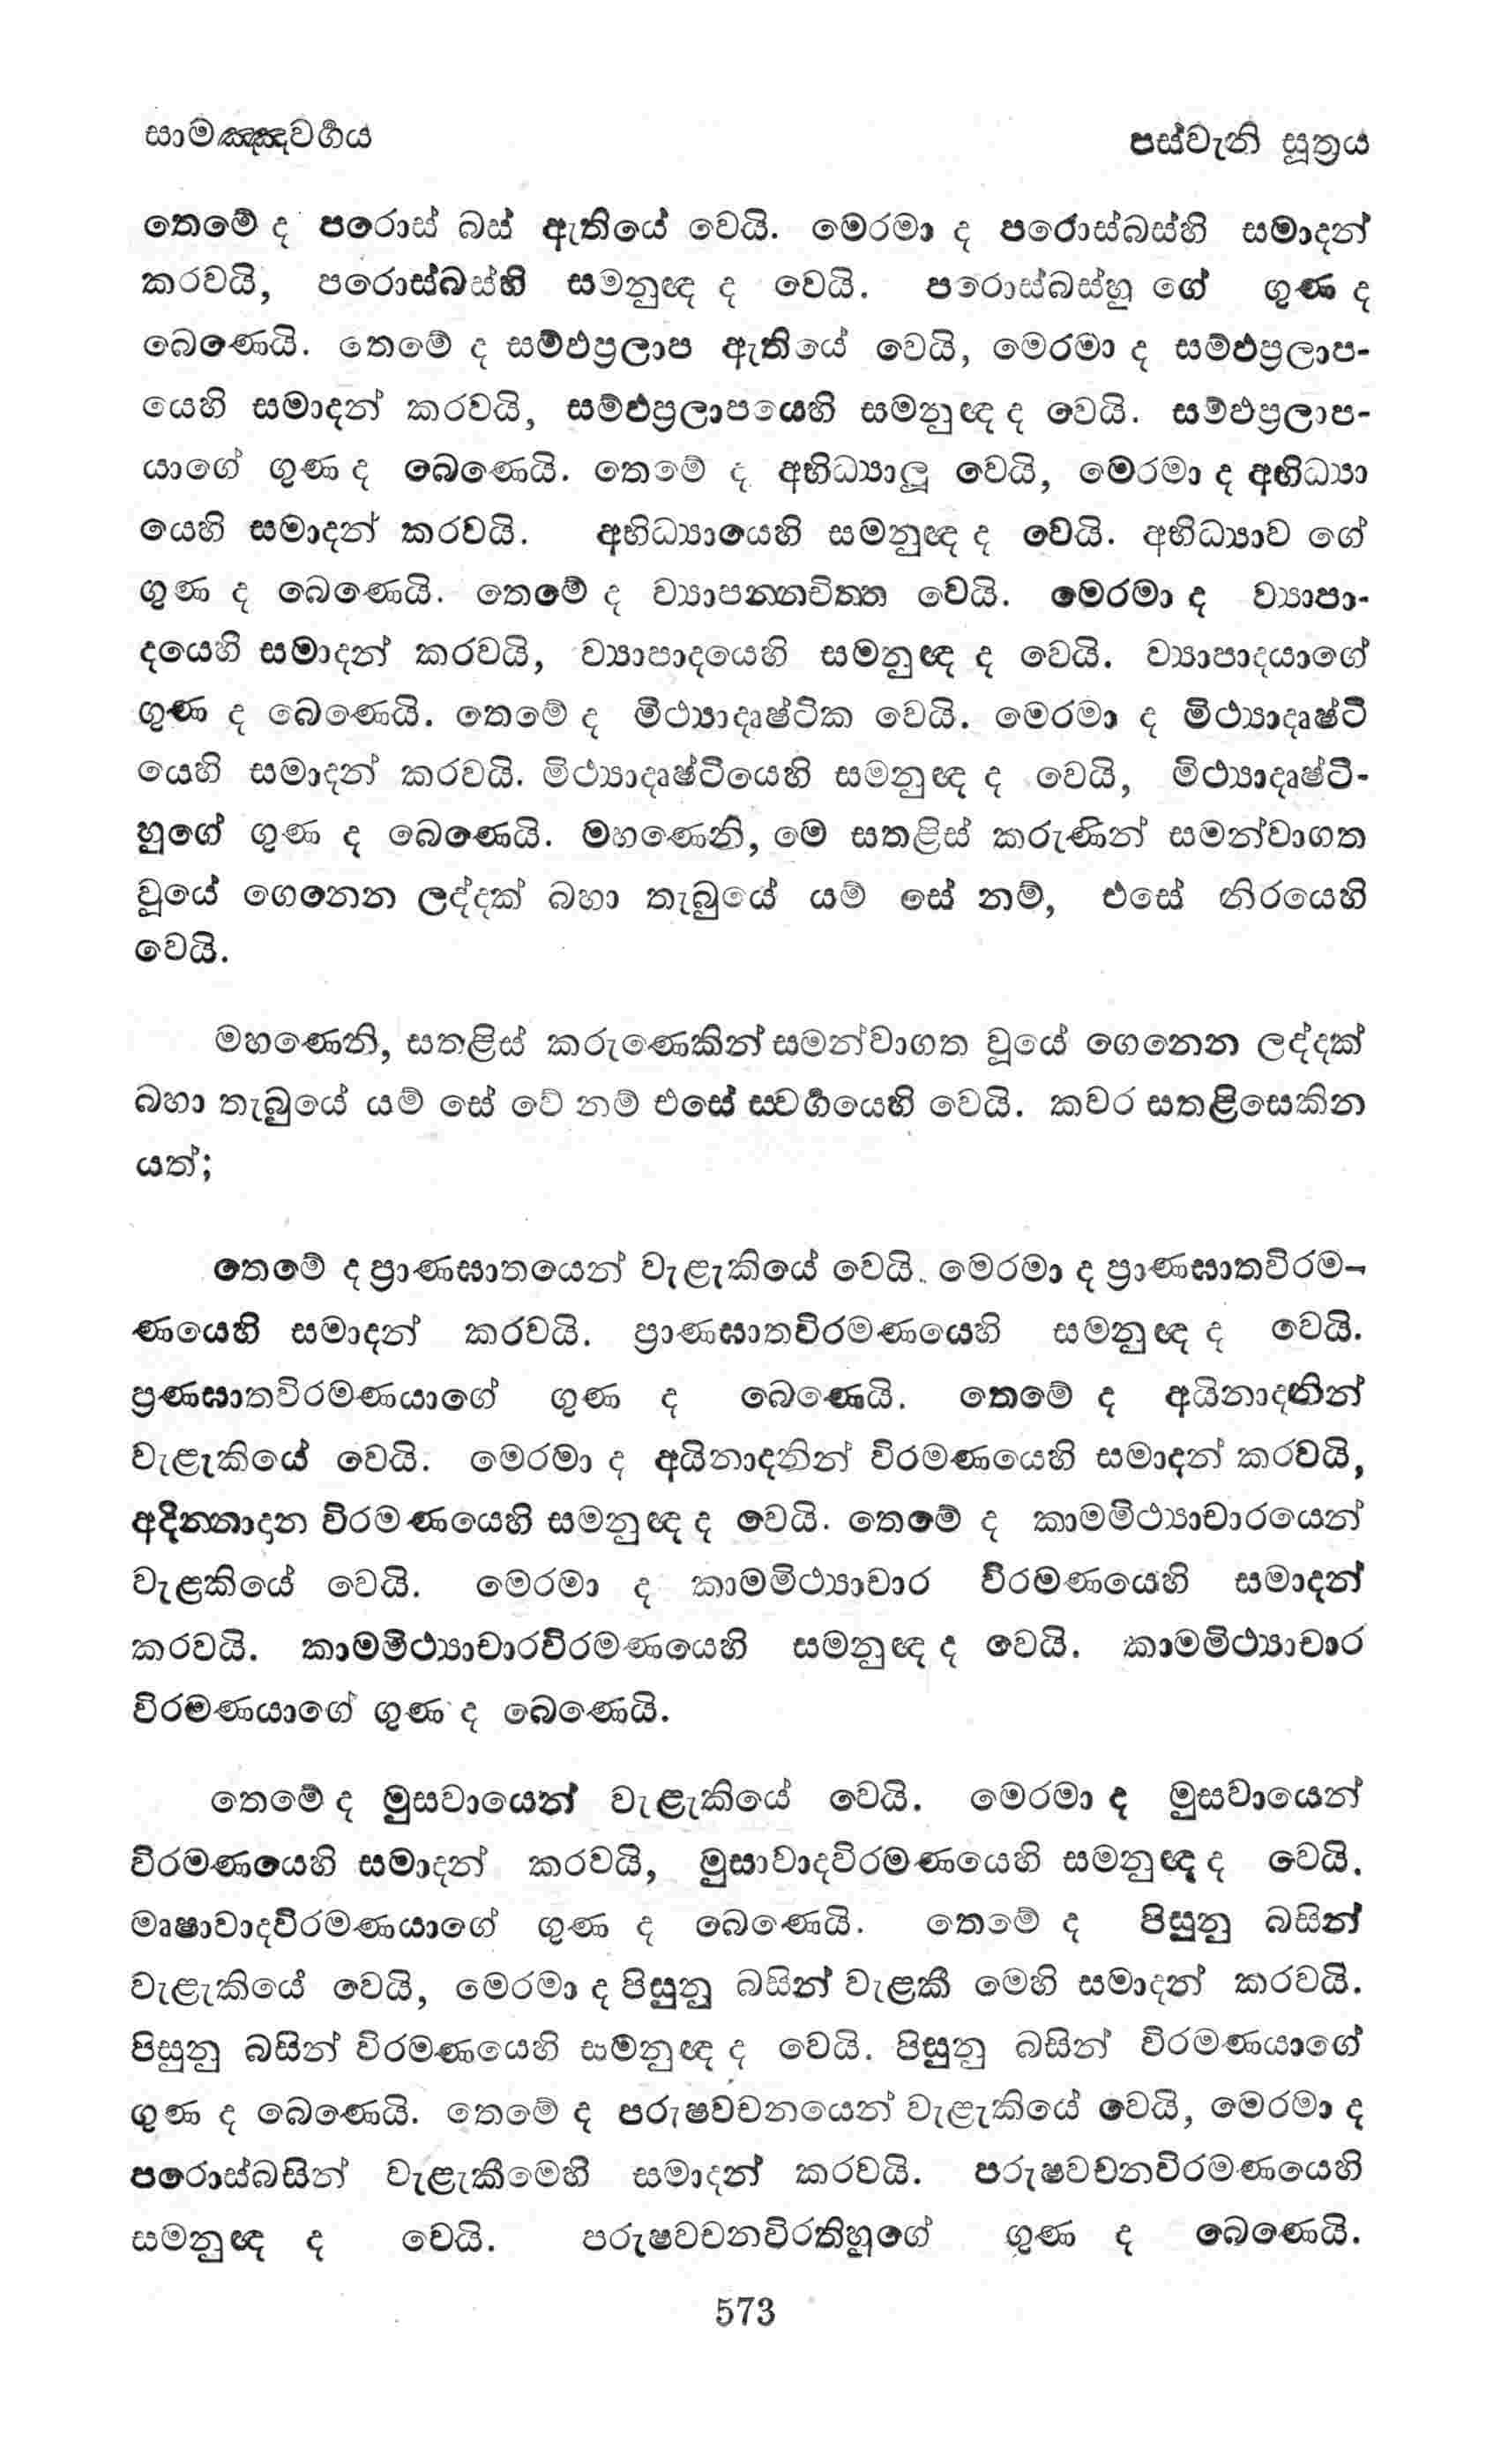 සාමඤ්ඤවර්‍ගය පස්වැනි සූත්‍රය
තෙමේ ද පරොස් බස් ඇතියේ වෙයි. මෙරමා ද පරොස්බස්හි සමාදන්
කරවයි, පරොස්බස්හි සමනුඥ ද වෙයි. පරොස්බස්හු ගේ ගුණ ද
බෙණෙයි. තෙමේ ද සම්ඵප්‍රලාප ඇතියේ වෙයි, මෙරමා ද සම්ඵප්‍රලාප-
යෙහි සමාදන් කරවයි, සම්ඵප්‍රලාපයෙහි සමනුඥ ද වෙයි. සම්ඵප්‍රලාප-
යාගේ ගුණ ද බෙණෙයි. තෙමේ ද අභිධ්‍යාලූ වෙයි, මෙරමා ද අභිධ්‍යා
යෙහි සමාදන් කරවයි. අභිධ්‍යායෙහි සමනුඥ ද වෙයි. අභිධ්‍යාව ගේ
ගුණ ද බෙණෙයි. තෙමේ ද ව්‍යාපන්‍නචිත්‍ත වෙයි. මෙරමා ද ව්‍යාපා-
දයෙහි සමාදන් කරවයි, ව්‍යාපාදයෙහි සමනුඥ ද වෙයි. ව්‍යාපාදයාගේ
ගුණ ද බෙණෙයි. තෙමේ ද මිථ්‍යාදෘෂ්ටික වෙයි. මෙරමා ද මිථ්‍යාදෘෂ්ටි
යෙහි සමාදන් කරවයි. මිථ්‍යාදෘෂ්ටියෙහි සමනුඥ ද වෙයි, මිථ්‍යාදෘෂ්ටි-
හුගේ ගුණ ද බෙණෙයි. මහණෙනි, මෙ සතළිස් කරුණින් සමන්වාගත
වූයේ ගෙනෙන ලද්දක් බහා තැබුයේ යම් සේ නම්, එසේ නිරයෙහි
වෙයි.
මහණෙනි, සතළිස් කරුණෙකින් සමන්වාගත වූයේ ගෙනෙන ලද්දක්
බහා තැබුයේ යම් සේ වේ නම් එසේ ස්වර්‍ගයෙහි වෙයි. කවර සතළිසෙකින
යත්;
තෙමේ ද ප්‍රාණඝාතයෙන් වැළැකියේ වෙයි. මෙරමා ද ප්‍රාණඝාතවිරම-
ණයෙහි සමාදන් කරවයි. ප්‍රාණඝාතවිරමණයෙහි සමනුඥ ද වෙයි.
ප්‍රණඝාතවිරමණයාගේ ගුණ ද බෙණෙයි. තෙමේ ද අයිනාදනින්
වැළැකියේ වෙයි. මෙරමා ද අයිනාදනින් විරමණයෙහි සමාදන් කරවයි,
අදින්‍නාදාන විරමණයෙහි සමනුඥ ද වෙයි. තෙමේ ද කාමමිථ්‍යාචාරයෙන්
වැළකියේ වෙයි. මෙරමා ද කාමමිථ්‍යාචාර විරමණයෙහි සමාදන්
කරවයි. කාමමිථ්‍යාචාරවිරමණයෙහි සමනුඥ ද වෙයි. කාමමිථ්‍යාචාර
විරමණයාගේ ගුණ ද බෙණෙයි.
තෙමේ ද මුසවායෙන් වැළැකියේ වෙයි. මෙරමා ද මුසවායෙන්
විරමණයෙහි සමාදන් කරවයි, මුසාවාදවිරමණයෙහි සමනුඥ ද වෙයි.
මෘෂාවාදවිරමණයාගේ ගුණ ද බෙණෙයි. තෙමේ ද පිසුනු බසින්
වැළැකියේ වෙයි, මෙරමා ද පිසුනු බසින් වැළකී මෙහි සමාදන් කරවයි.
පිසුනු බසින් විරමණයෙහි සමනුඥ ද වෙයි. පිසුනු බසින් විරමණයාගේ
ගුණ ද බෙණෙයි. තෙමේ ද පරුෂවචනයෙන් වැළැකියේ වෙයි, මෙරමා ද
පරොස්බසින් වැළැකීමෙහි සමාදන් කරවයි. පරුෂවචනවිරමණයෙහි
සමනුඥ ද වෙයි. පරුෂවචනවිරතිහුගේ ගුණ ද බෙණෙයි.
573